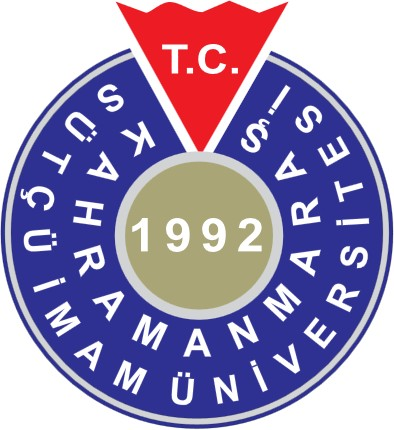 T.C.
KAHRAMANMARAŞ
SÜTÇÜ İMAM ÜNİVERSİTESİ
1992